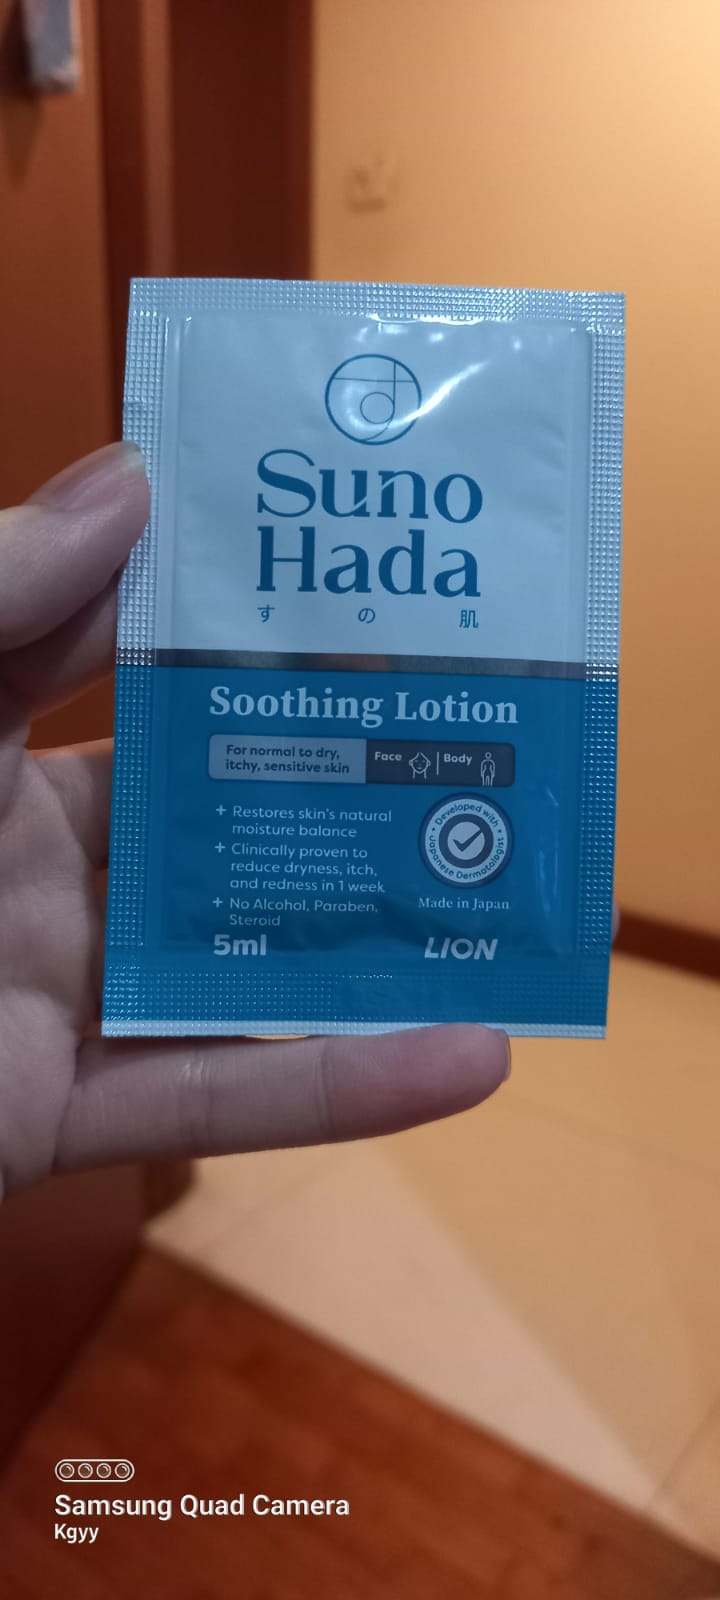 Suno
Hada
す の 肌
Soothing Lotion
For normal to dry,
itchy, sensitive skin
Face | Body
+ Restores skin's natural
moisture balance
+ Clinically proven to
reduce dryness, itch,
and redness in 1 week
+ No Alcohol, Paraben,
Steroid
Developed with
Japanese Dermatologist
Made in Japan
5ml
LION
Samsung Quad Camera
Kgyy